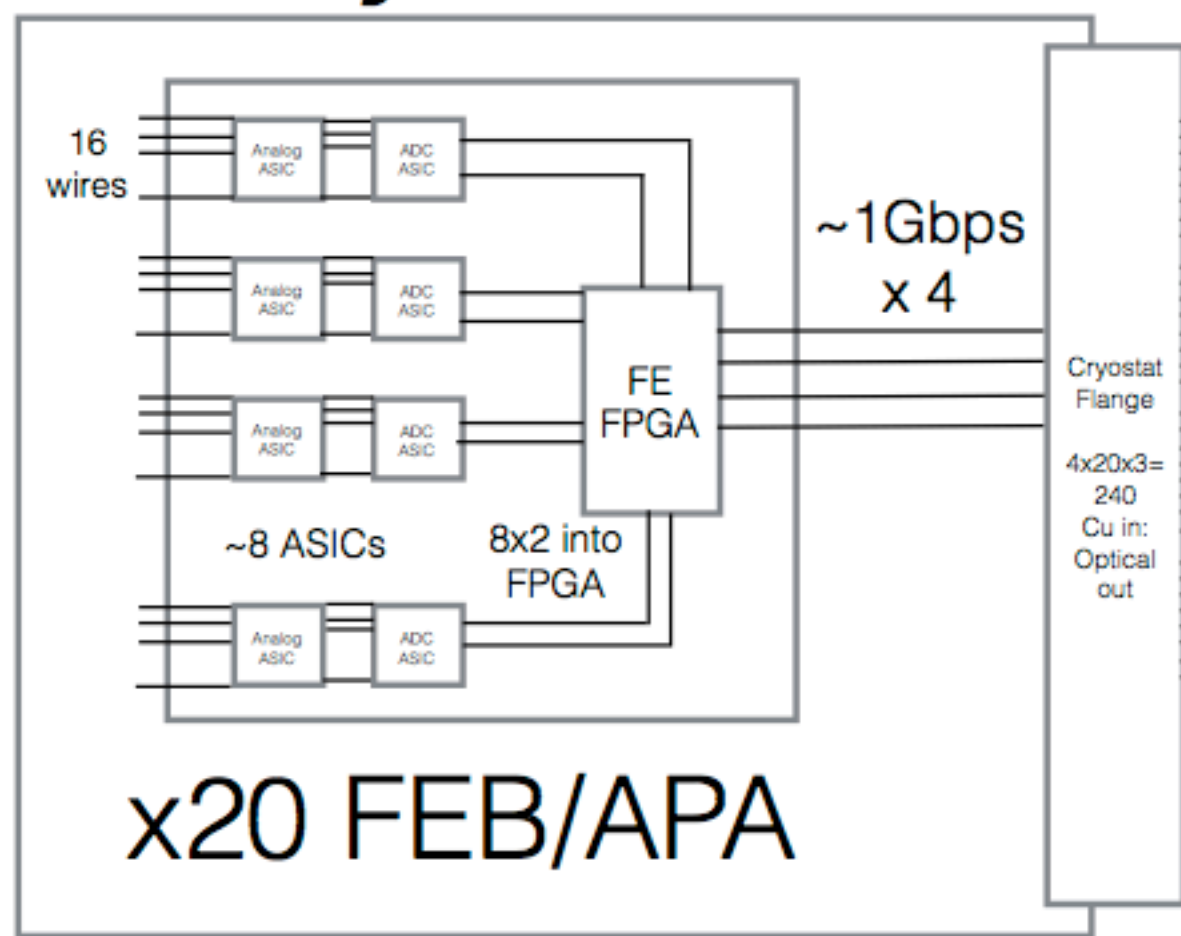 16
wires
Analog
ASIC
ADC
ASIC
Analog
ASIC
ADC
ASIC
Analog
ASIC
ADC
ASIC
Analog
ASIC
ADC
ASIC
~8 ASICs
8x2 into
FPGA
FE
FPGA
~1Gbps
x 4
Cryostat
Flange
4x20x3=
240
Cu in:
Optical
out
x20 FEB/APA